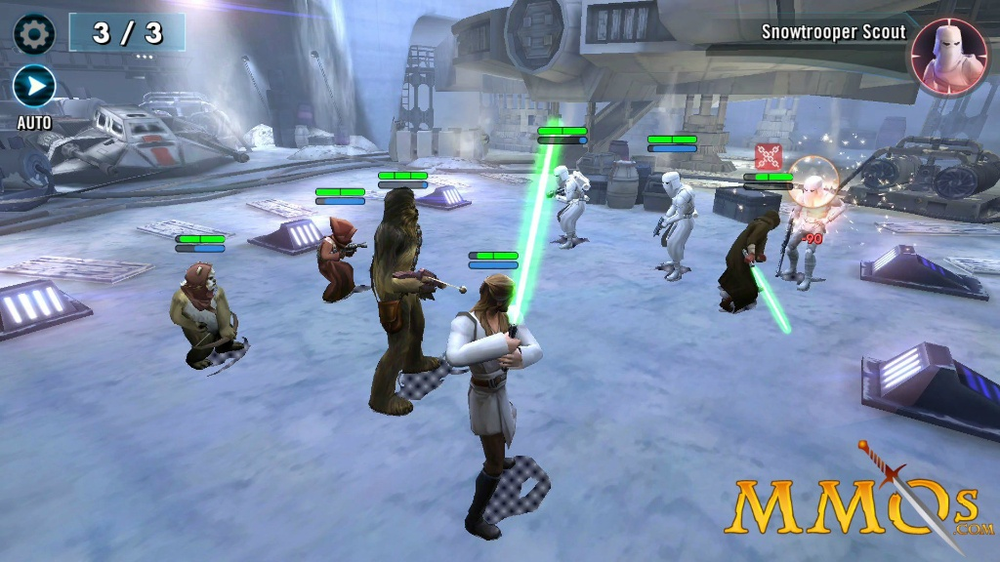 3 / 3
Snowtrooper Scout
AUTO
-90
MMOs
.COM